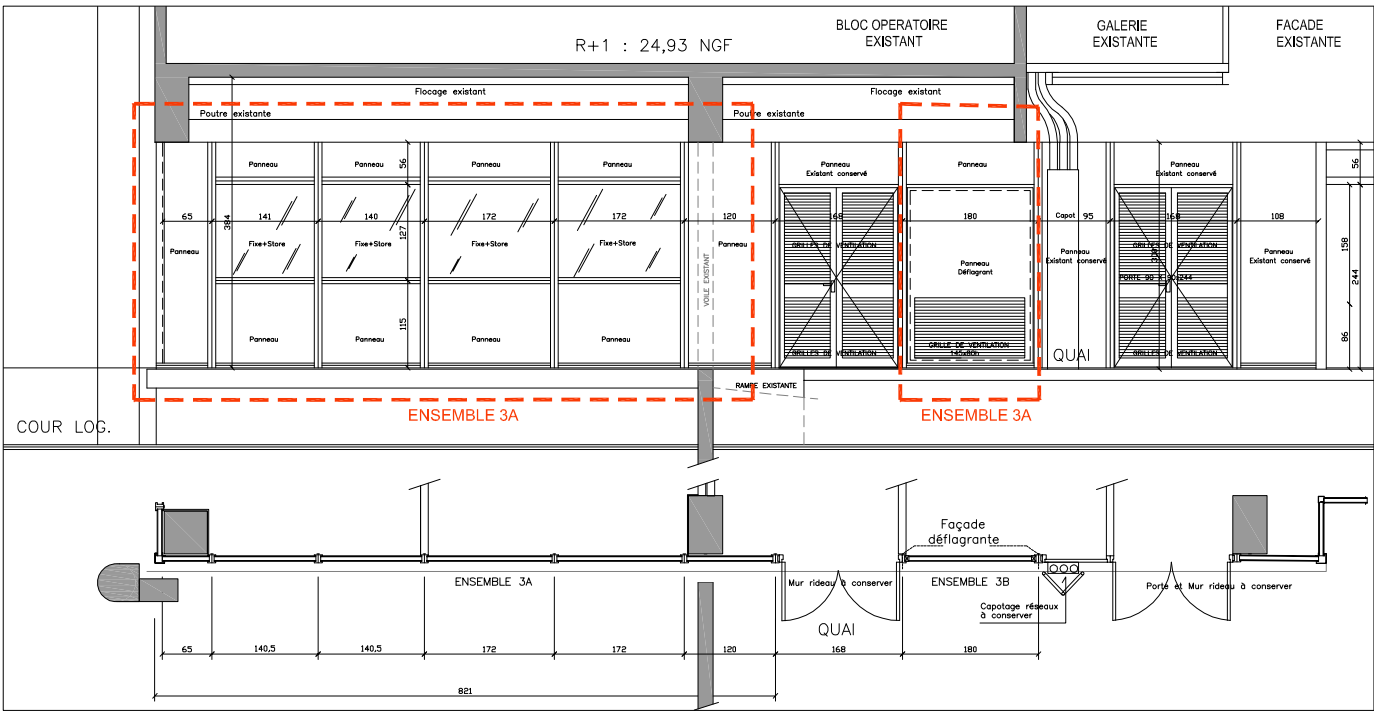 BLOC OPERATOIRE
EXISTANT
GALERIE
EXISTANTE
FACADE
EXISTANTE
R+1 : 24,93 NGF
Flocage existant
Flocage existant
Poutre existante
Poutre existante
Panneau
Panneau
Panneau
Panneau
56
Panneau
Existant conservé
Panneau
Panneau
Existant conservé
56
65
141
140
172
172
120
168
180
Capot
95
168
108
384
127
Panneau
Fixe+Store
Fixe+Store
Fixe+Store
Fixe+Store
Panneau
GRILLES DE VENTILATION
Panneau
Déflagrant
Panneau
Existant conservé
GRILLES DE VENTILATION
Panneau
Existant conservé
158
244
VOILE EXISTANT
PORTE 90 X 90x244
115
Panneau
Panneau
Panneau
Panneau
86
GRILLES DE VENTILATION
GRILLE DE VENTILATION
145x80h
QUAI
GRILLES DE VENTILATION
RAMPE EXISTANTE
ENSEMBLE 3A
ENSEMBLE 3A
COUR LOG.
Façade
déflagrante
ENSEMBLE 3A
Mur rideau à conserver
ENSEMBLE 3B
Porte et Mur rideau à conserver
Capotage réseaux
à conserver
QUAI
65
140,5
140,5
172
172
120
168
180
821